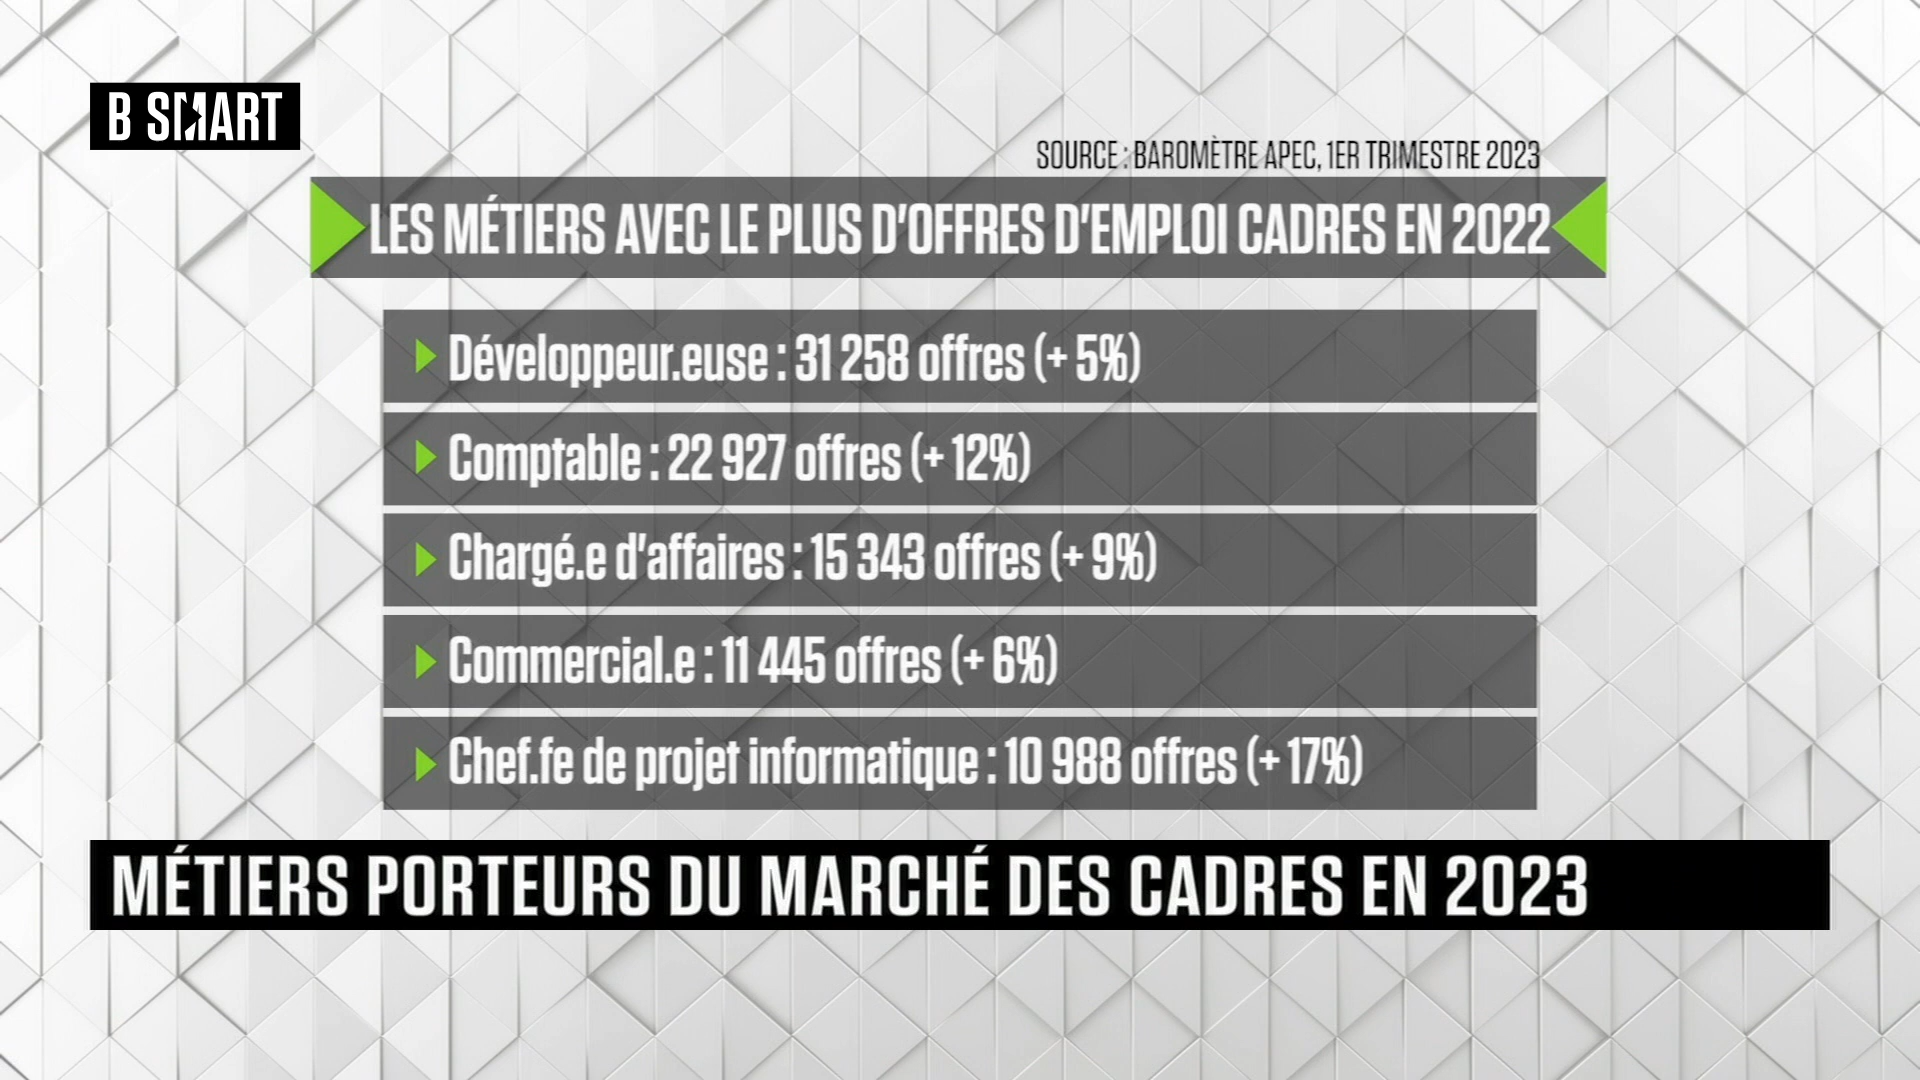 B SMART
SOURCE : BAROMÈTRE APEC, 1ER TRIMESTRE 2023
LES MÉTIERS AVEC LE PLUS D'OFFRES D'EMPLOI CADRES EN 2022
Développeur.euse : 31 258 offres (+ 5%)
Comptable : 22 927 offres (+ 12%)
Chargé.e d'affaires : 15 343 offres (+ 9%)
Commercial.e : 11 445 offres (+ 6%)
Chef.fe de projet informatique : 10 988 offres (+ 17%)
MÉTIERS PORTEURS DU MARCHÉ DES CADRES EN 2023